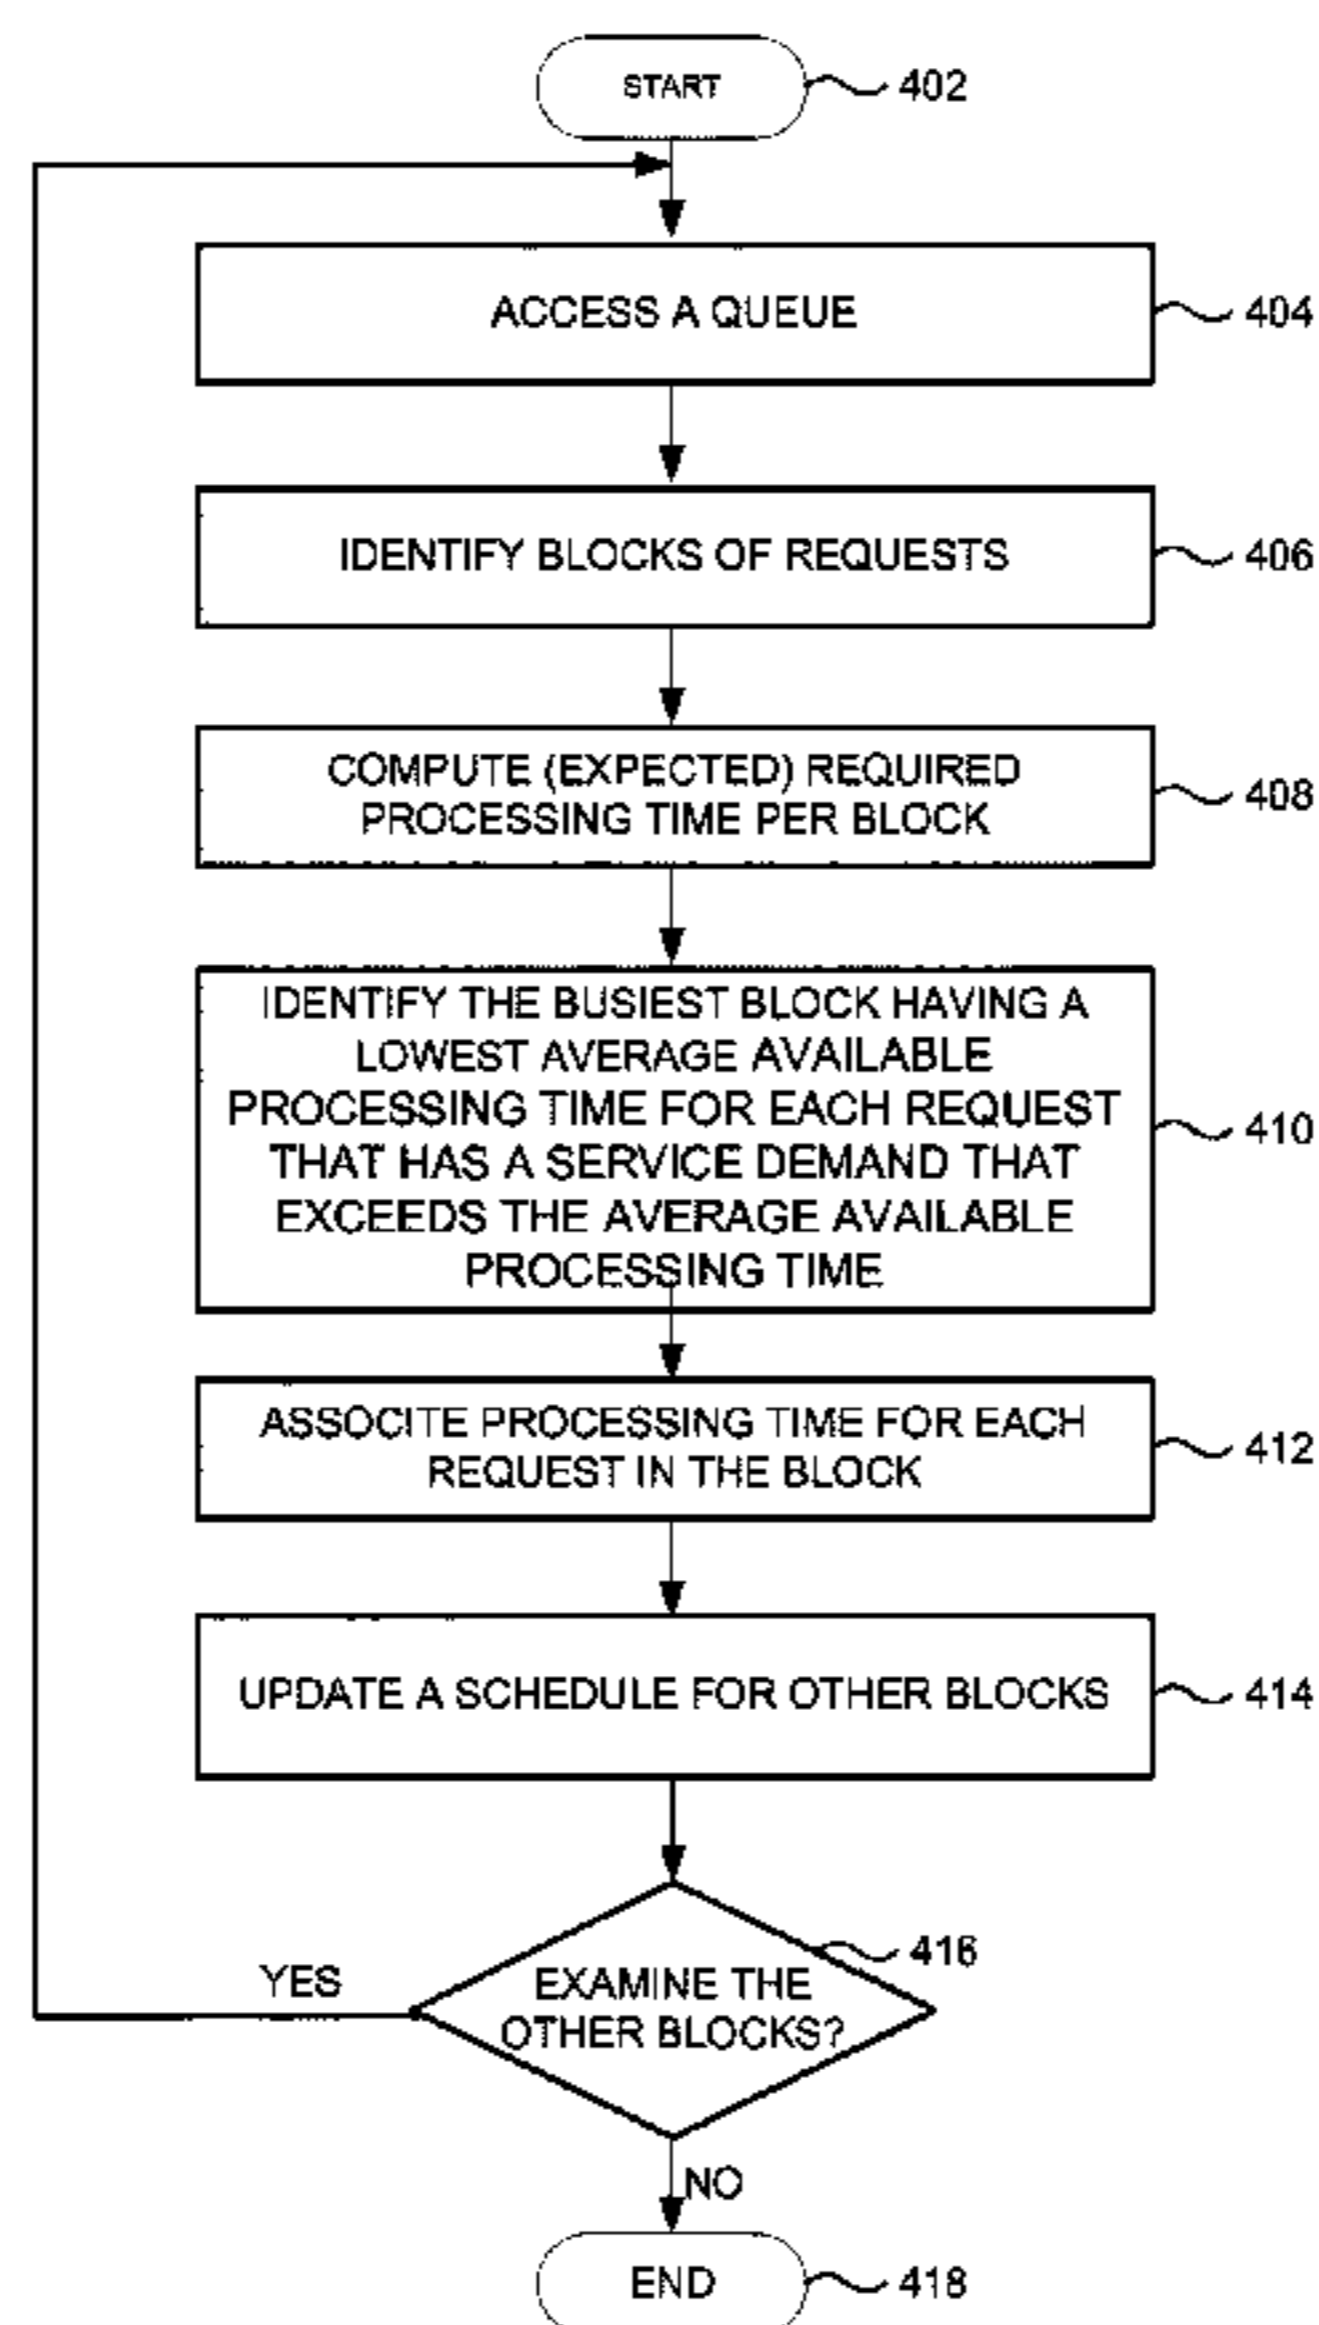 START
402
ACCESS A QUEUE
404
IDENTIFY BLOCKS OF REQUESTS
406
COMPUTE (EXPECTED) REQUIRED
PROCESSING TIME PER BLOCK
408
IDENTIFY THE BUSIEST BLOCK HAVING A
LOWEST AVERAGE AVAILABLE
PROCESSING TIME FOR EACH REQUEST
THAT HAS A SERVICE DEMAND THAT
EXCEEDS THE AVERAGE AVAILABLE
PROCESSING TIME
410
ASSOCITE PROCESSING TIME FOR EACH
REQUEST IN THE BLOCK
412
UPDATE A SCHEDULE FOR OTHER BLOCKS
414
416
YES
EXAMINE THE
OTHER BLOCKS?
NO
END
418